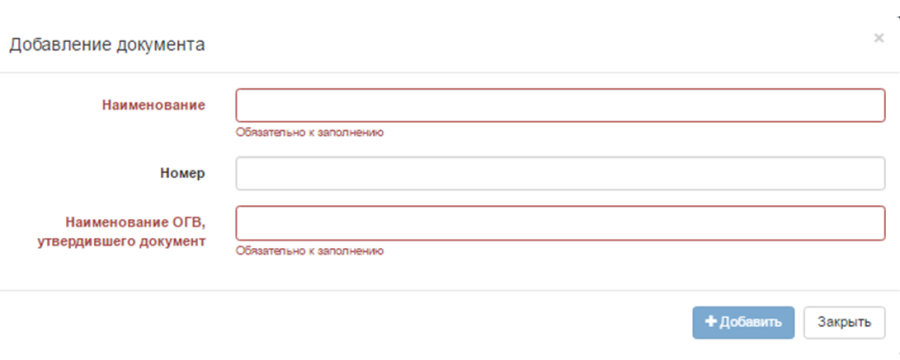 Добавление документа
×
Наименование
Обязательно к заполнению
Номер
Наименование ОГВ,
утвердившего документ
Обязательно к заполнению
+ Добавить
Закрыть